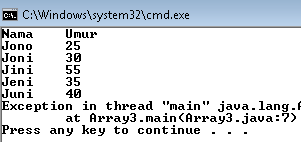 C:\Windows\system32\cmd.exe
Nama Umur
Jono 25
Joni 30
Jini 55
Jeni 35
Juni 40
Exception in thread "main" java.lang.
at Array3.main(Array3.java:7)
Press any key to continue . . .